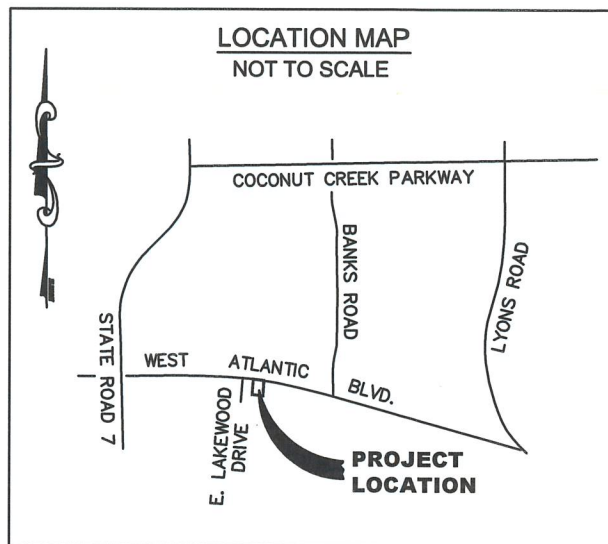 LOCATION MAP
NOT TO SCALE
COCONUT CREEK PARKWAY
BANKS ROAD
LYONS ROAD
STATE ROAD 7
WEST ATLANTIC BLVD.
E. LAKEWOOD
DRIVE
PROJECT
LOCATION